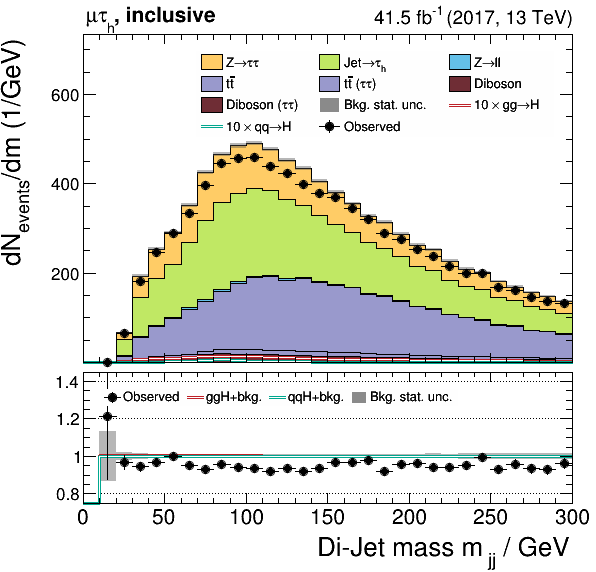 μτh, inclusive
41.5 fb⁻¹ (2017, 13 TeV)
dNevents/dm (1/GeV)
Z→ττ
Jet→τh
Z→ll
tt̄
tt̄ (ττ)
Diboson
Diboson (ττ)
Bkg. stat. unc.
10 × gg→H
10 × qq→H
Observed
600
400
200
Observed
ggH+bkg.
qqH+bkg.
Bkg. stat. unc.
1.4
1.2
1
0.8
0 50 100 150 200 250 300
Di-Jet mass mjj / GeV